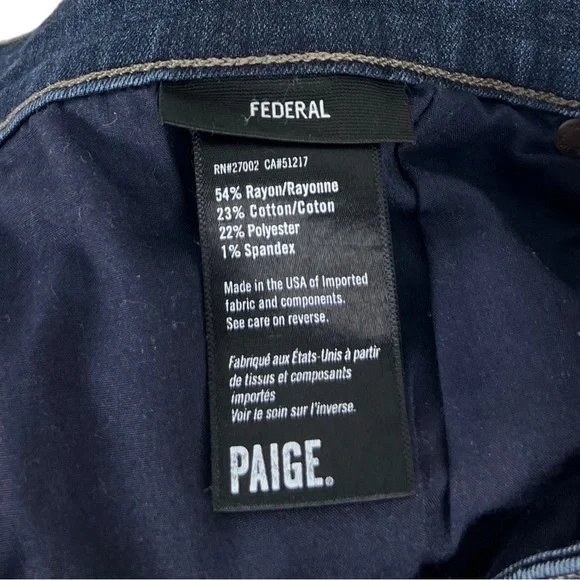 FEDERAL
RN#27002 CA#51217
54% Rayon/Rayonne
23% Cotton/Coton
22% Polyester
1% Spandex
Made in the USA of Imported
fabric and components.
See care on reverse.
Fabriqué aux États-Unis à partir
de tissus et composants
importés
Voir le soin sur l'inverse.
PAIGE®